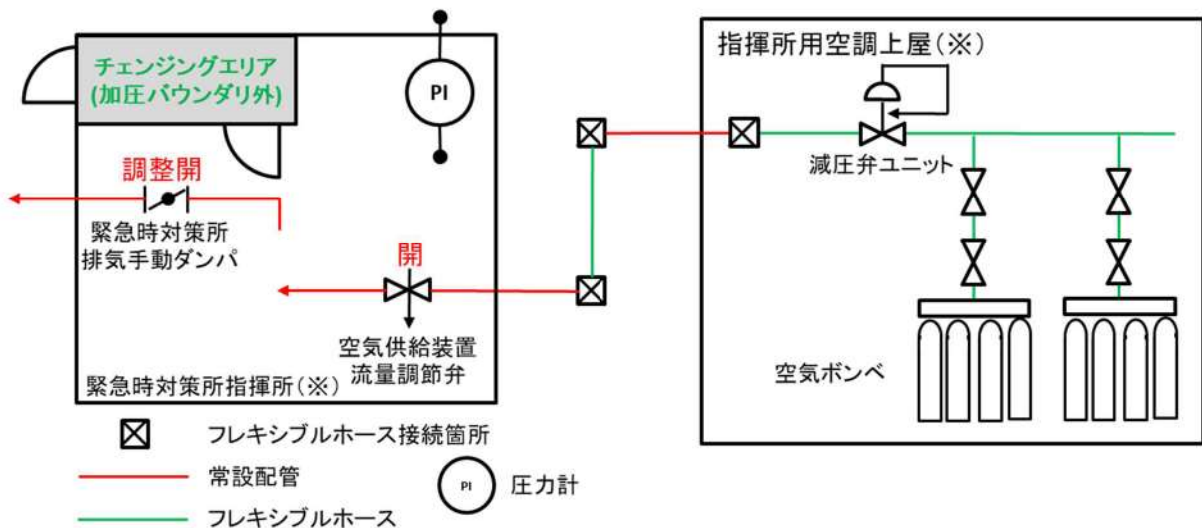 チェンジングエリア
(加圧バウンダリ外)
PI
調整開
緊急時対策所
排気手動ダンパ
開
空気供給装置
流量調節弁
緊急時対策所指揮所(※)
指揮所用空調上屋(※)
減圧弁ユニット
空気ボンベ
フレキシブルホース接続箇所
常設配管
フレキシブルホース
PI
圧力計